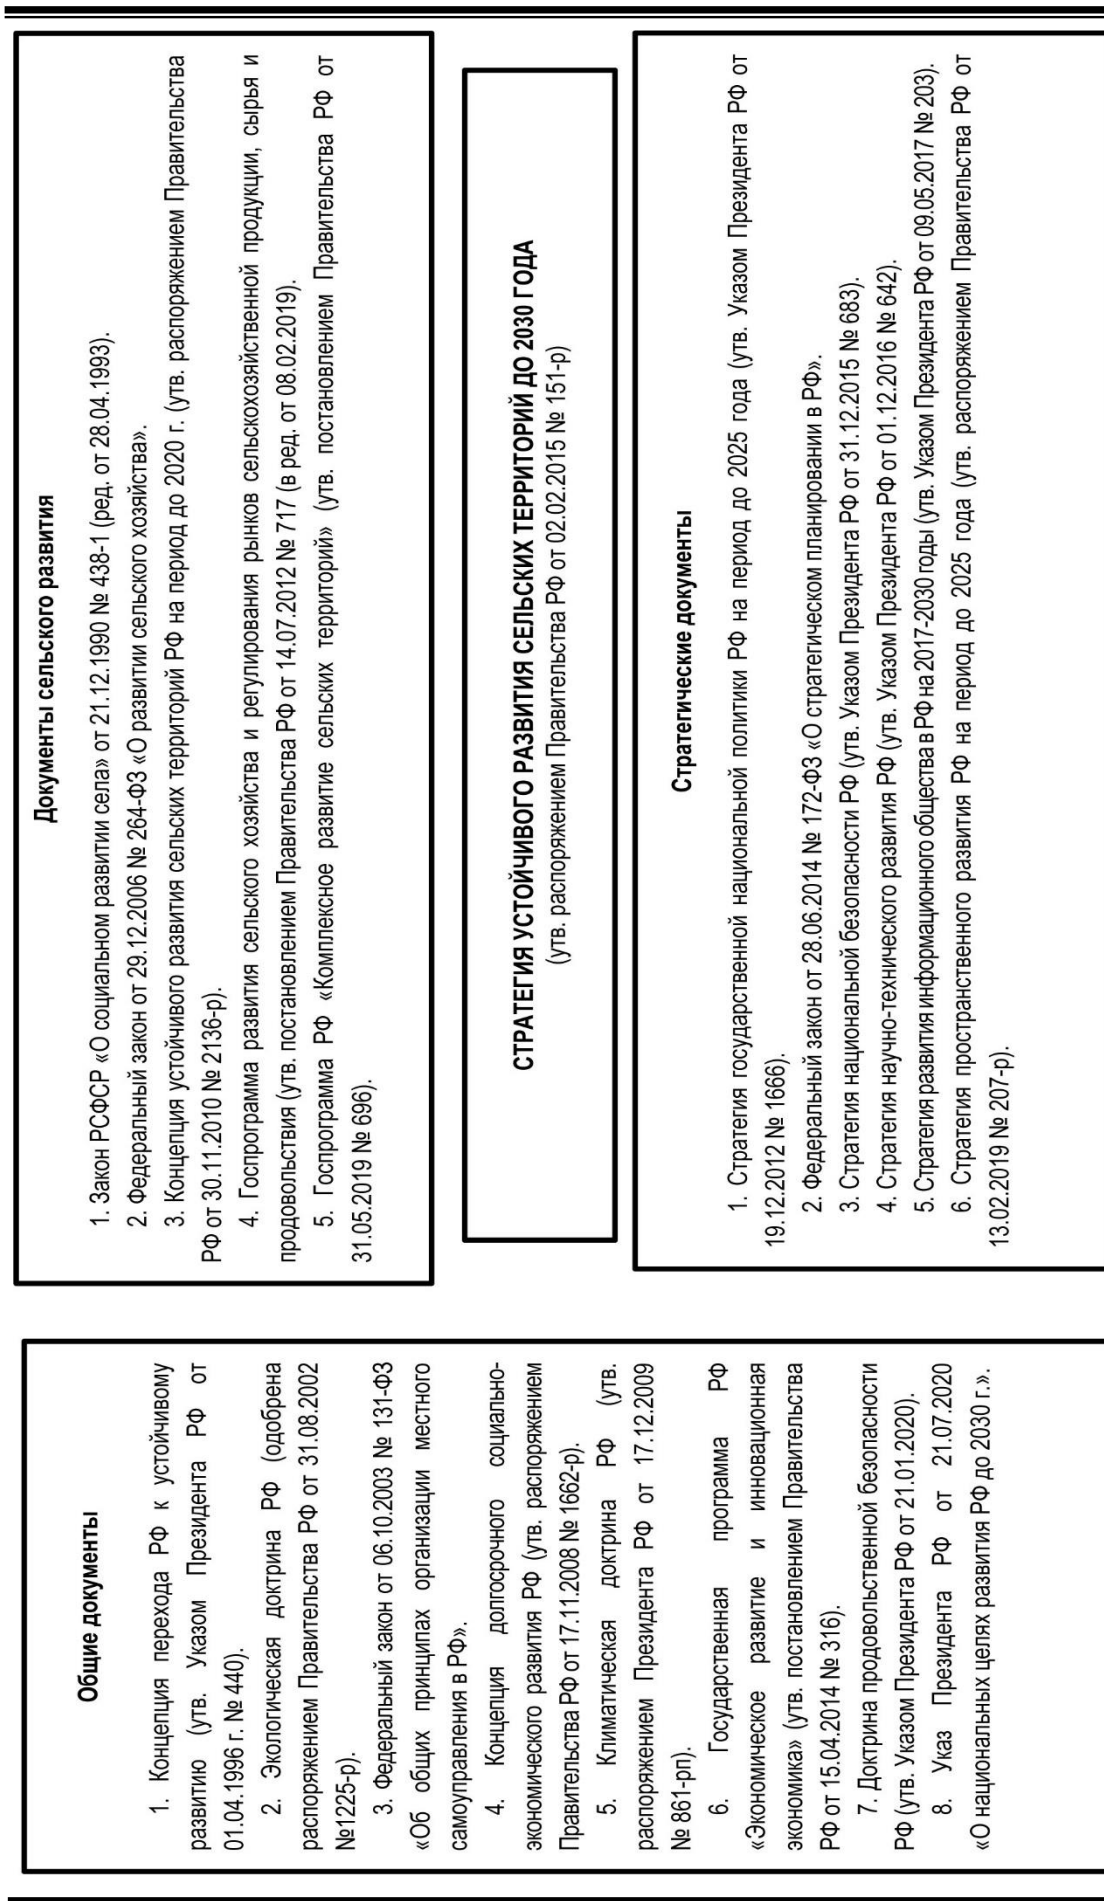 Общие документы
1. Концепция перехода РФ к устойчивому
развитию (утв. Указом Президента РФ от
01.04.1996 г. № 440).
2. Экологическая доктрина РФ (одобрена
распоряжением Правительства РФ от 31.08.2002
№1225-р).
3. Федеральный закон от 06.10.2003 № 131-ФЗ
«Об общих принципах организации местного
самоуправления в РФ».
4. Концепция долгосрочного социально-
экономического развития РФ (утв. распоряжением
Правительства РФ от 17.11.2008 № 1662-р).
5. Климатическая доктрина РФ (утв.
распоряжением Президента РФ от 17.12.2009
№ 861-рп).
6. Государственная программа РФ
«Экономическое развитие и инновационная
экономика» (утв. постановлением Правительства
РФ от 15.04.2014 № 316).
7. Доктрина продовольственной безопасности
РФ (утв. Указом Президента РФ от 21.01.2020).
8. Указ Президента РФ от 21.07.2020
«О национальных целях развития РФ до 2030 г.».
Документы сельского развития
1. Закон РСФСР «О социальном развитии села» от 21.12.1990 № 438-1 (ред. от 28.04.1993).
2. Федеральный закон от 29.12.2006 № 264-ФЗ «О развитии сельского хозяйства».
3. Концепция устойчивого развития сельских территорий РФ на период до 2020 г. (утв. распоряжением Правительства
РФ от 30.11.2010 № 2136-р).
4. Госпрограмма развития сельского хозяйства и регулирования рынков сельскохозяйственной продукции, сырья и
продовольствия (утв. постановлением Правительства РФ от 14.07.2012 № 717 (в ред. от 08.02.2019).
5. Госпрограмма РФ «Комплексное развитие сельских территорий» (утв. постановлением Правительства РФ от
31.05.2019 № 696).
СТРАТЕГИЯ УСТОЙЧИВОГО РАЗВИТИЯ СЕЛЬСКИХ ТЕРРИТОРИЙ ДО 2030 ГОДА
(утв. распоряжением Правительства РФ от 02.02.2015 № 151-р)
Стратегические документы
1. Стратегия государственной национальной политики РФ на период до 2025 года (утв. Указом Президента РФ от
19.12.2012 № 1666).
2. Федеральный закон от 28.06.2014 № 172-ФЗ «О стратегическом планировании в РФ».
3. Стратегия национальной безопасности РФ (утв. Указом Президента РФ от 31.12.2015 № 683).
4. Стратегия научно-технического развития РФ (утв. Указом Президента РФ от 01.12.2016 № 642).
5. Стратегия развития информационного общества в РФ на 2017-2030 годы (утв. Указом Президента РФ от 09.05.2017 № 203).
6. Стратегия пространственного развития РФ на период до 2025 года (утв. распоряжением Правительства РФ от
13.02.2019 № 207-р).